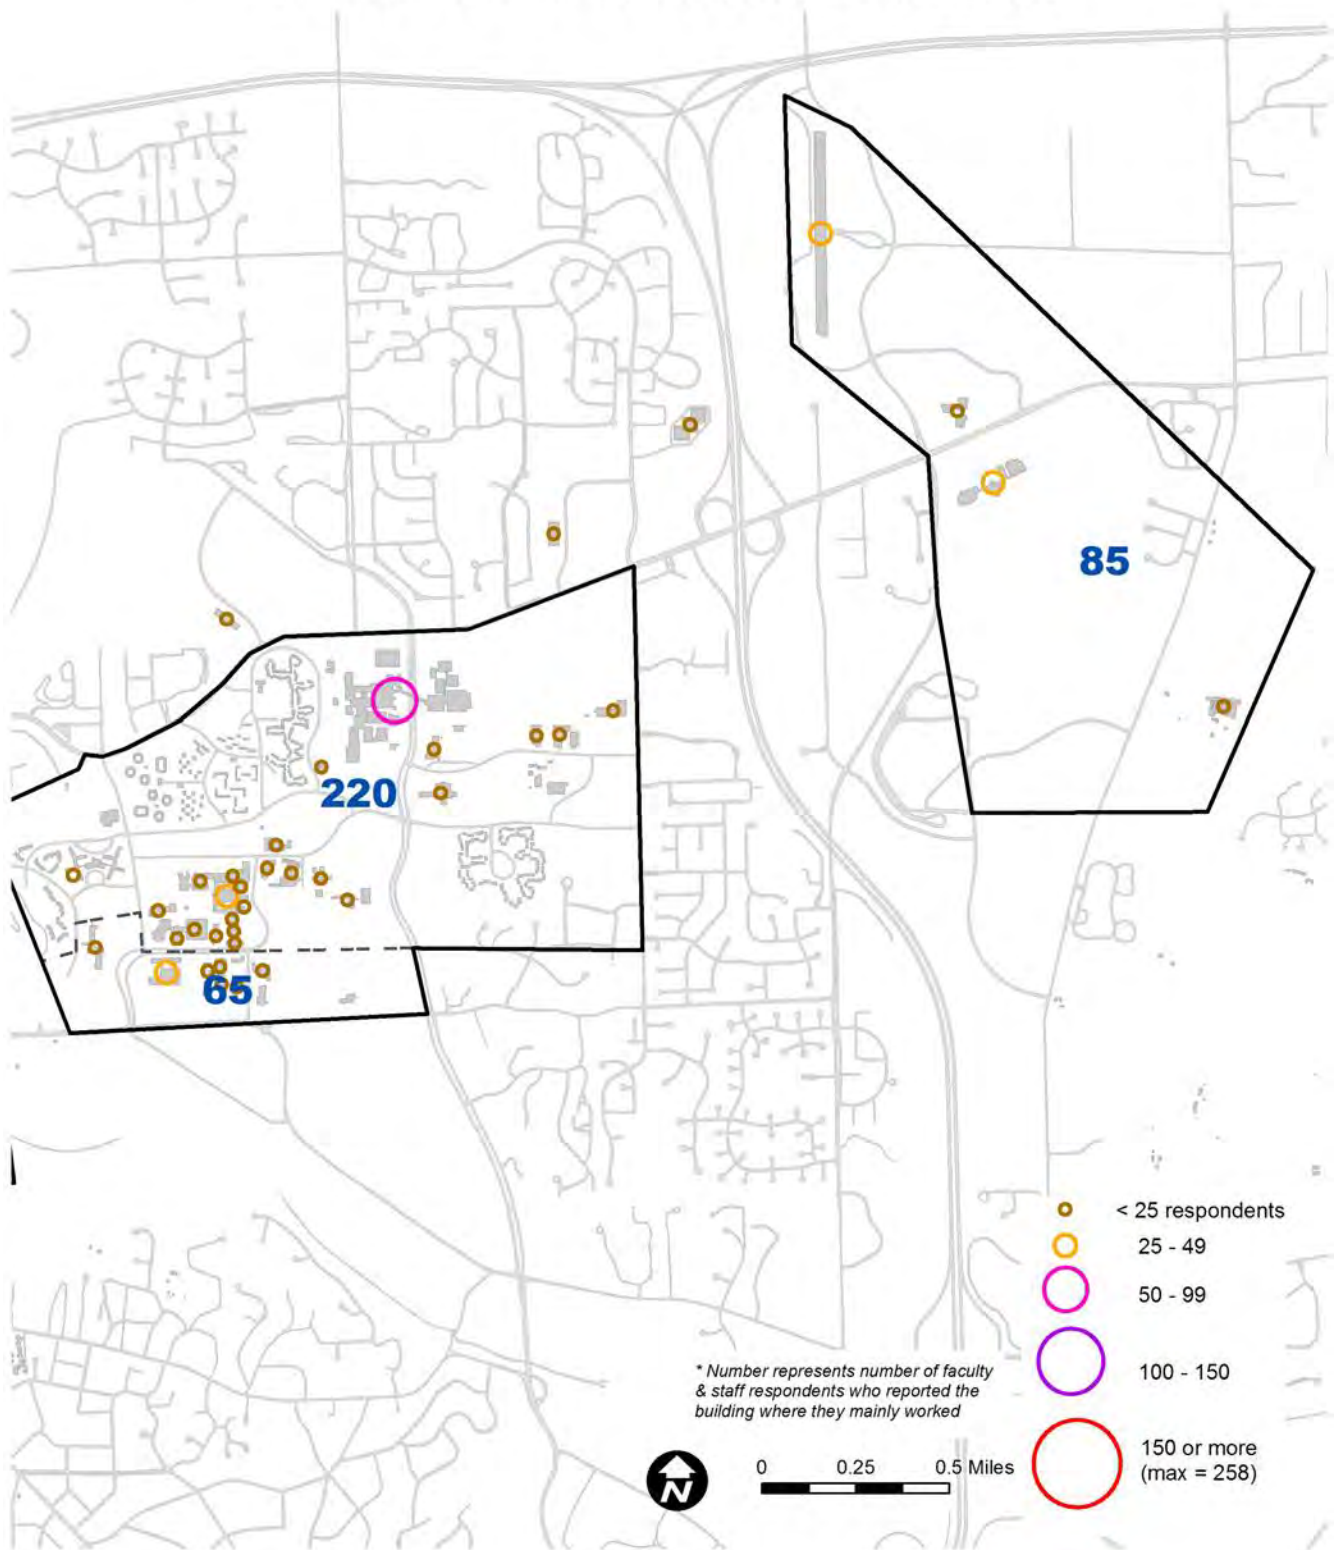 85
220
65
< 25 respondents
25 - 49
50 - 99
100 - 150
150 or more
(max = 258)
* Number represents number of faculty
& staff respondents who reported the
building where they mainly worked
N
0 0.25 0.5 Miles